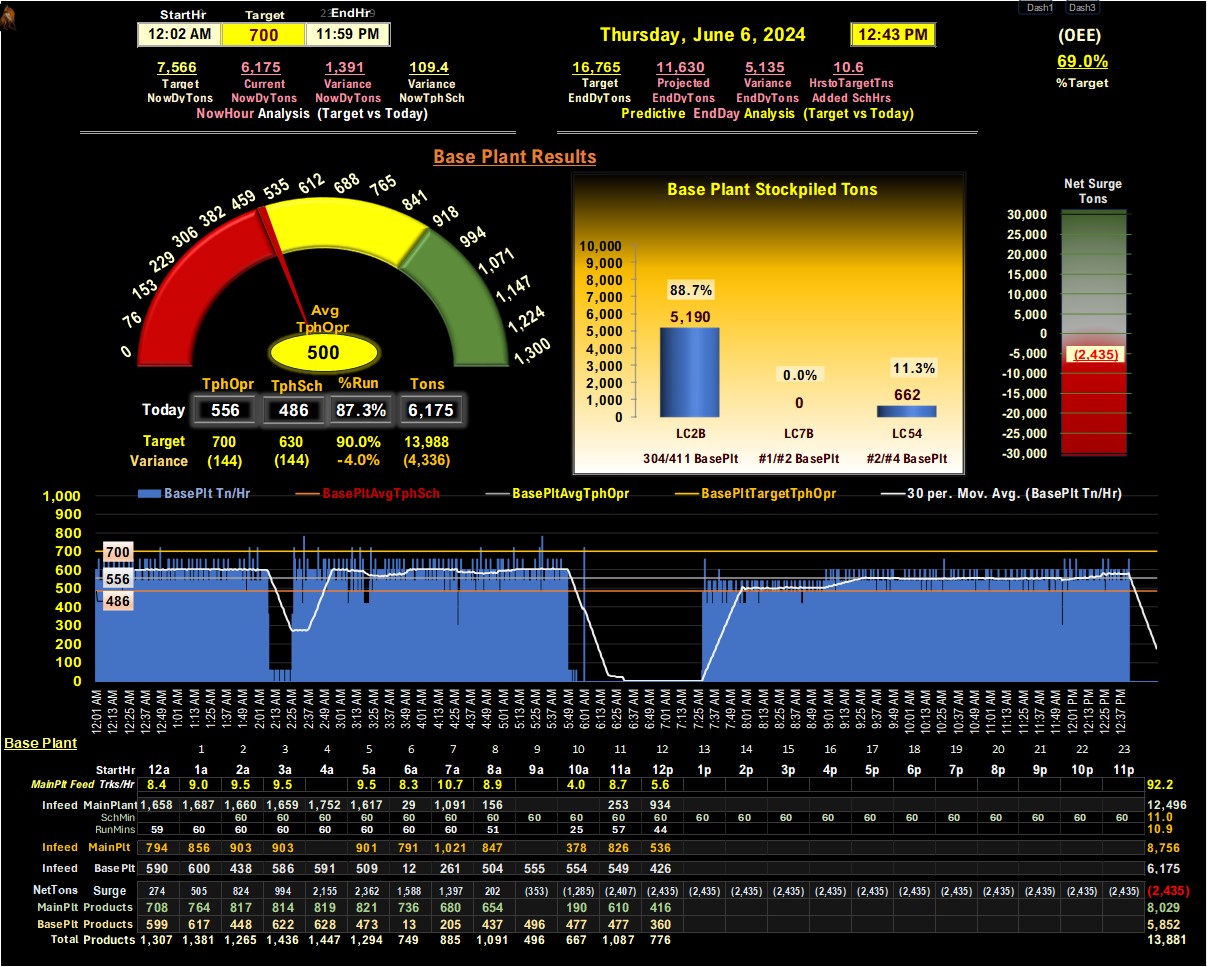 Dash1 Dash3
StartHr Target EndHr
12:02 AM 700 11:59 PM
Thursday, June 6, 2024 12:43 PM
(OEE)
69.0%
%Target
7,566 6,175 1,391 109.4
Target Current Variance Variance
NowDyTons NowDyTons NowDyTons NowTphSch
NowHour Analysis (Target vs Today)
16,765 11,630 5,135 10.6
Target Projected Variance HrstoTargetTns
EndDyTons EndDyTons EndDyTons Added SchHrs
Predictive EndDay Analysis (Target vs Today)
Base Plant Results
0 76 153 229 306 382 459 535 612 688 765 841 918 994 1,071 1,147 1,224 1,300
Avg
TphOpr
500
TphOpr TphSch %Run Tons
Today 556 486 87.3% 6,175
Target 700 630 90.0% 13,988
Variance (144) (144) -4.0% (4,336)
Base Plant Stockpiled Tons
10,000
9,000
8,000
7,000
6,000
5,000
4,000
3,000
2,000
1,000
0
88.7%
5,190
0.0%
0
11.3%
662
LC2B LC7B LC54
304/411 BasePlt #1/#2 BasePlt #2/#4 BasePlt
Net Surge
Tons
30,000
25,000
20,000
15,000
10,000
5,000
0
-5,000
-10,000
-15,000
-20,000
-25,000
-30,000
(2,435)
BasePlt Tn/Hr BasePltAvgTphSch BasePltAvgTphOpr BasePltTargetTphOpr 30 per. Mov. Avg. (BasePlt Tn/Hr)
1,000
900
800
700
600
500
400
300
200
100
0
700
556
486
12:01 AM 12:13 AM 12:25 AM 12:37 AM 12:49 AM 1:01 AM 1:13 AM 1:25 AM 1:37 AM 1:49 AM 2:01 AM 2:13 AM 2:25 AM 2:37 AM 2:49 AM 3:01 AM 3:13 AM 3:25 AM 3:37 AM 3:49 AM 4:01 AM 4:13 AM 4:25 AM 4:37 AM 4:49 AM 5:01 AM 5:13 AM 5:25 AM 5:37 AM 5:49 AM 6:01 AM 6:13 AM 6:25 AM 6:37 AM 6:49 AM 7:01 AM 7:13 AM 7:25 AM 7:37 AM 7:49 AM 8:01 AM 8:13 AM 8:25 AM 8:37 AM 8:49 AM 9:01 AM 9:13 AM 9:25 AM 9:37 AM 9:49 AM 10:01 AM 10:13 AM 10:25 AM 10:37 AM 10:49 AM 11:01 AM 11:13 AM 11:25 AM 11:37 AM 11:49 AM 12:01 PM 12:13 PM 12:25 PM 12:37 PM
Base Plant
1 2 3 4 5 6 7 8 9 10 11 12 13 14 15 16 17 18 19 20 21 22 23
StartHr 12a 1a 2a 3a 4a 5a 6a 7a 8a 9a 10a 11a 12p 1p 2p 3p 4p 5p 6p 7p 8p 9p 10p 11p
MainPlt Feed Trks/Hr 8.4 9.0 9.5 9.5 9.5 8.3 10.7 8.9 4.0 8.7 5.6 92.2
Infeed MainPlant 1,658 1,687 1,660 1,659 1,752 1,617 29 1,091 156 253 934 12,496
SchMin 60 60 60 60 60 60 60 60 60 60 60 60 60 60 60 60 60 60 60 60 60 60 11.0
RunMins 59 60 60 60 60 60 60 60 51 25 57 44 10.9
Infeed MainPlt 794 856 903 903 901 791 1,021 847 378 826 536 8,756
Infeed BasePlt 590 600 438 586 591 509 12 261 504 555 554 549 426 6,175
NetTons Surge 274 505 824 994 2,155 2,362 1,588 1,397 202 (353) (1,285) (2,407) (2,435) (2,435) (2,435) (2,435) (2,435) (2,435) (2,435) (2,435) (2,435) (2,435) (2,435) (2,435) (2,435)
MainPlt Products 708 764 817 814 819 821 736 680 654 190 610 416 8,029
BasePlt Products 599 617 448 622 628 473 13 205 437 496 477 477 360 5,852
Total Products 1,307 1,381 1,265 1,436 1,447 1,294 749 885 1,091 496 667 1,087 776 13,881